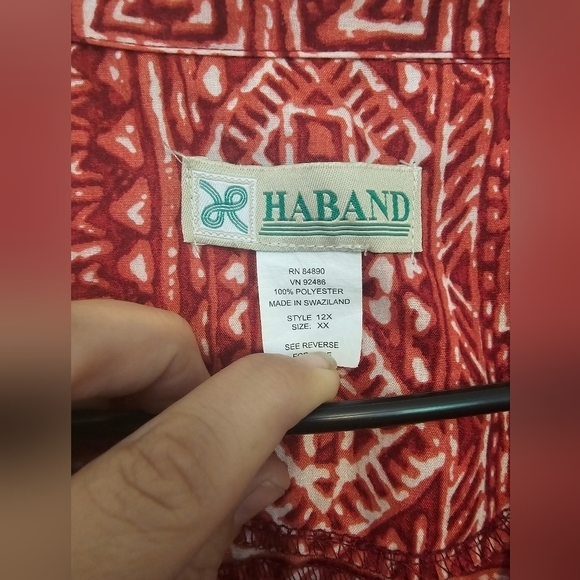 HABAND
RN 84890
VN 92486
100% POLYESTER
MADE IN SWAZILAND
STYLE 12X
SIZE: XX
SEE REVERSE